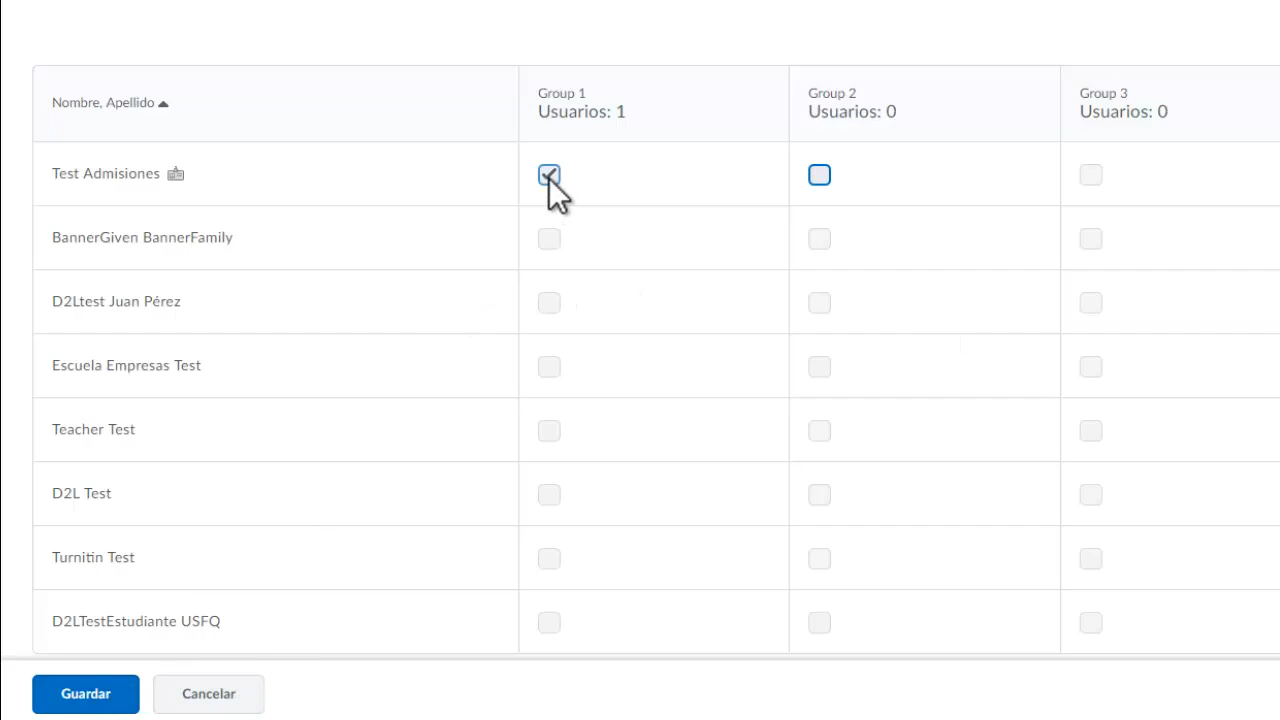 Nombre, Apellido
Group 1
Usuarios: 1
Group 2
Usuarios: 0
Group 3
Usuarios: 0
Test Admisiones
BannerGiven BannerFamily
D2Ltest Juan Pérez
Escuela Empresas Test
Teacher Test
D2L Test
Turnitin Test
D2LTestEstudiante USFQ
Guardar
Cancelar